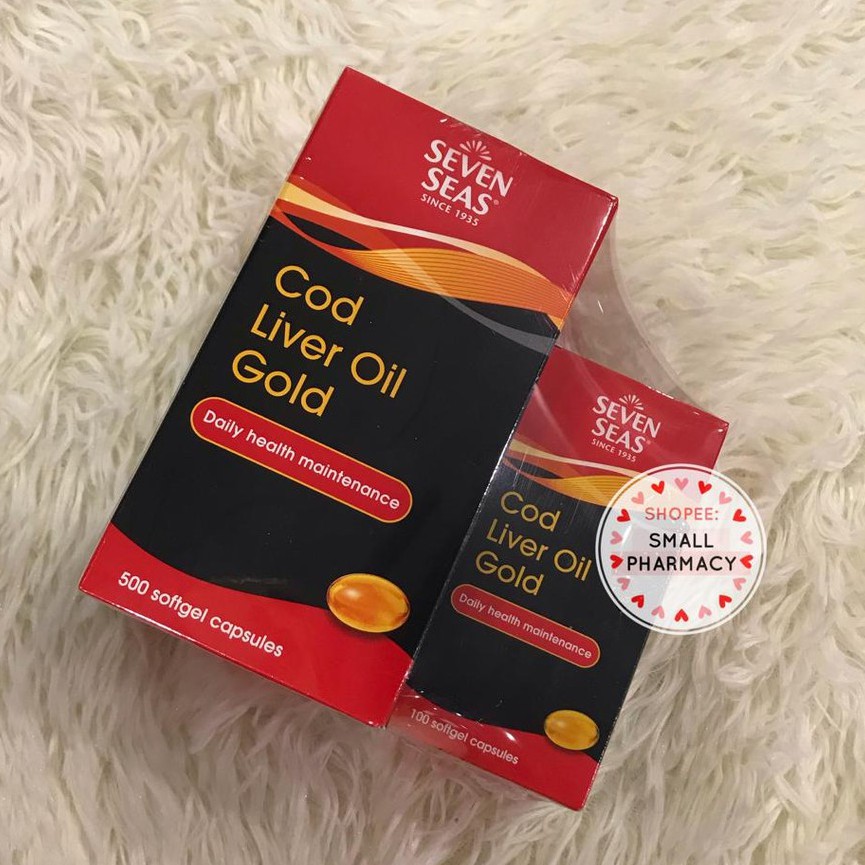 SEVEN
SEAS®
SINCE 1935
Cod
Liver Oil
Gold
Daily health maintenance
500 softgel capsules
SEVEN
SEAS®
SINCE 1935
Cod
Liver Oil
Gold
Daily health maintenance
100 softgel capsules
SHOPEE:
SMALL
PHARMACY